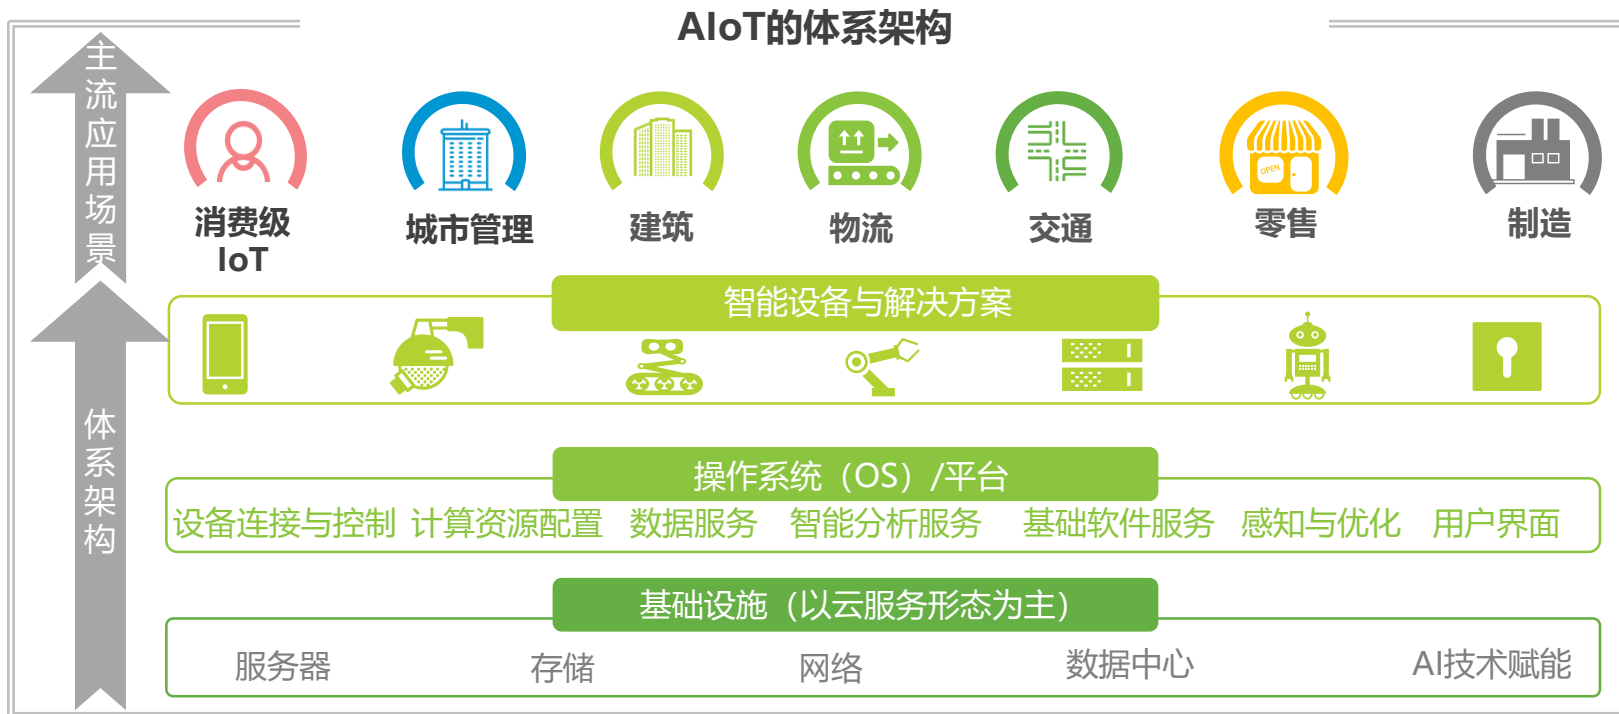 AIoT的体系架构
主流应用场景
消费级
IoT
城市管理
建筑
物流
交通
OPEN
零售
制造
体系架构
智能设备与解决方案
操作系统（OS）/平台
设备连接与控制 计算资源配置 数据服务 智能分析服务 基础软件服务 感知与优化 用户界面
基础设施（以云服务形态为主）
服务器 存储 网络 数据中心 AI技术赋能